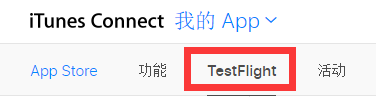 iTunes Connect 我的 App
App Store 功能 TestFlight 活动